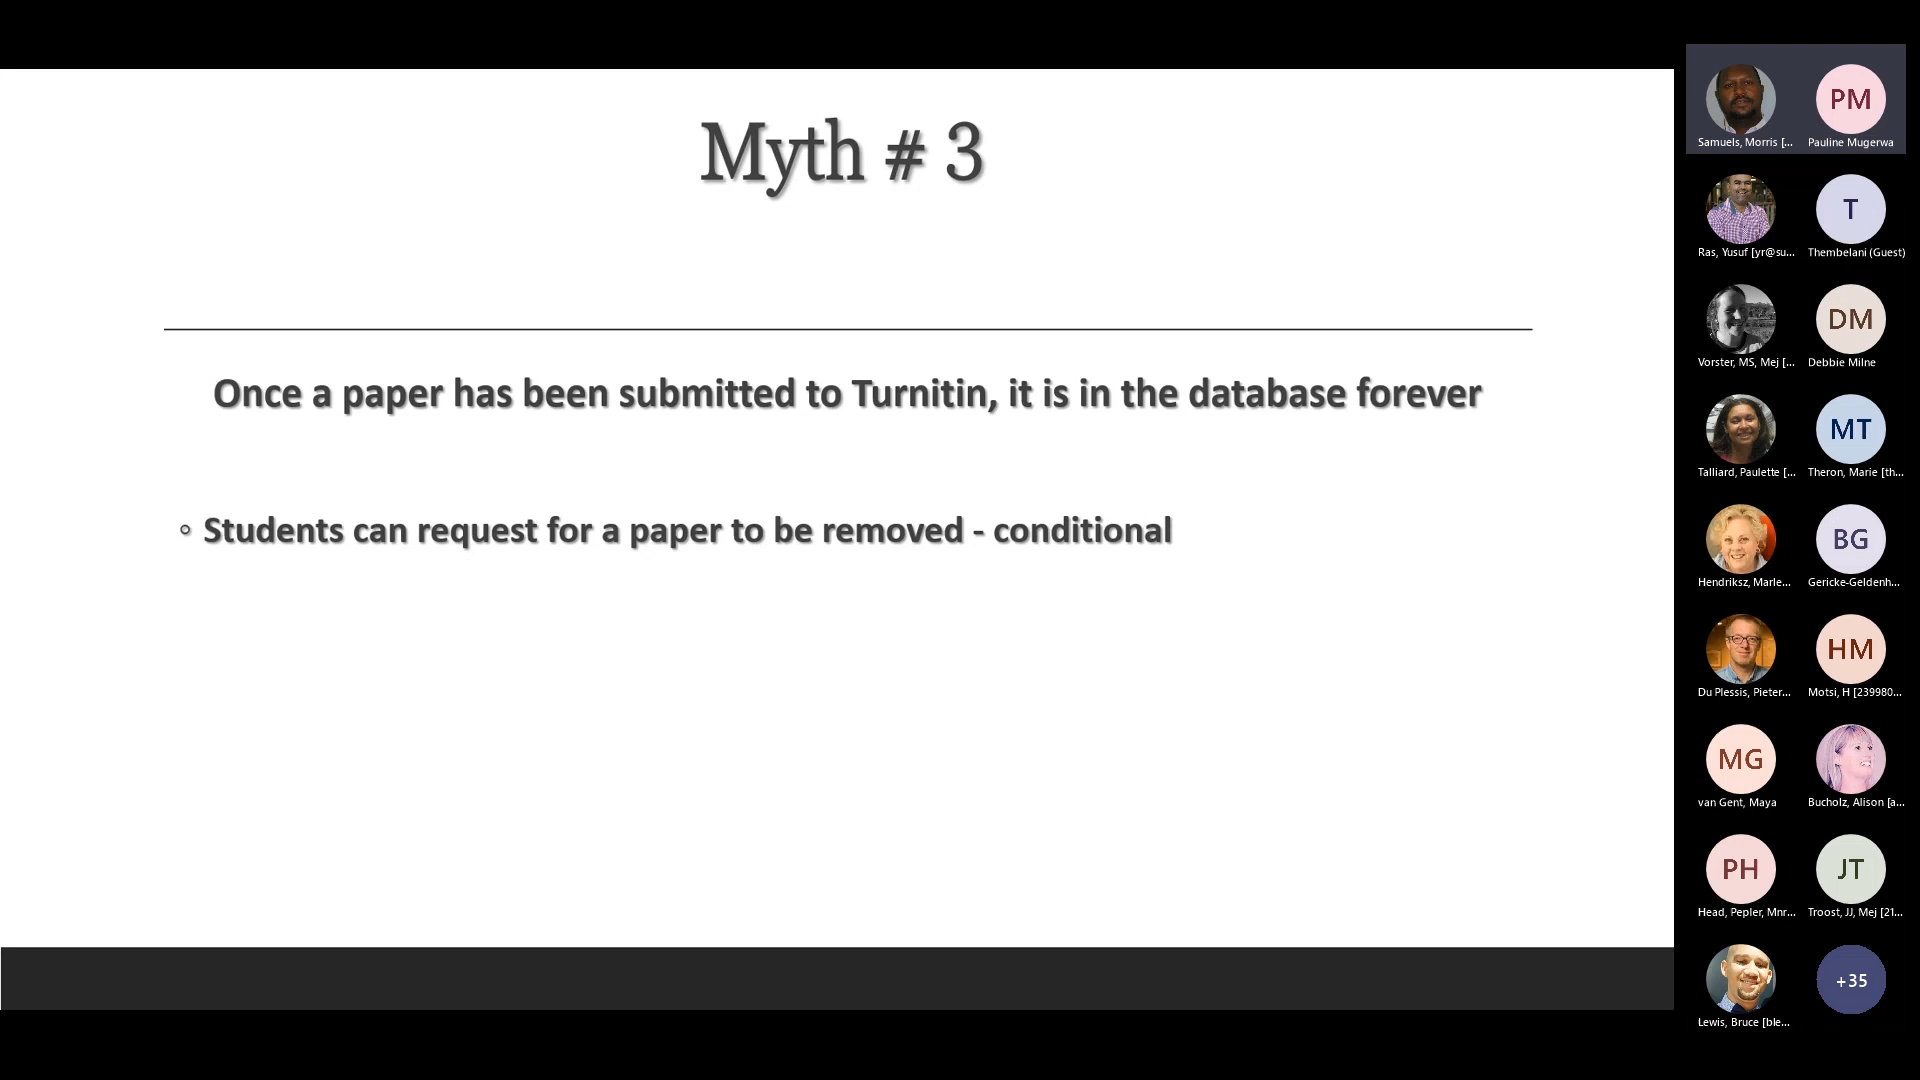 Myth # 3
Once a paper has been submitted to Turnitin, it is in the database forever
◦ Students can request for a paper to be removed - conditional
PM
Samuels, Morris [...
Pauline Mugerwa
T
Ras, Yusuf [yr@su...
Thembelani (Guest)
DM
Vorster, MS, Mej [...
Debbie Milne
MT
Talliard, Paulette [...
Theron, Marie [th...
BG
Hendriksz, Marle...
Gericke-Geldenh...
HM
Du Plessis, Pieter...
Motsi, H [239980...
MG
van Gent, Maya
Bucholz, Alison [a...
PH
JT
Head, Pepler, Mnr...
Troost, JJ, Mej [21...
+35
Lewis, Bruce [ble...